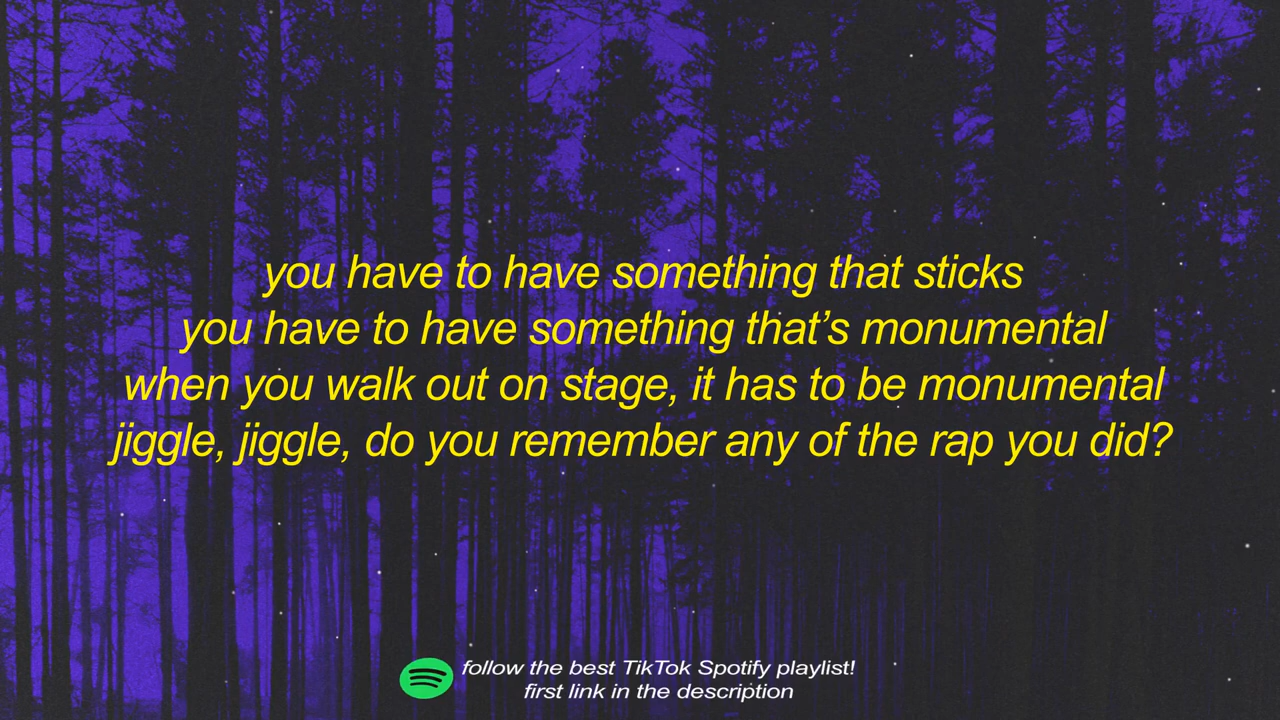 you have to have something that sticks
you have to have something that’s monumental
when you walk out on stage, it has to be monumental
jiggle, jiggle, do you remember any of the rap you did?
follow the best TikTok Spotify playlist!
first link in the description